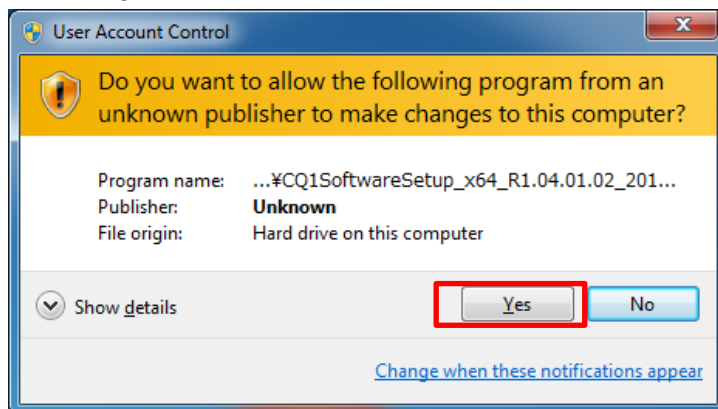 User Account Control
X
Do you want to allow the following program from an
unknown publisher to make changes to this computer?
Program name: ...¥CQ1SoftwareSetup_x64_R1.04.01.02_201...
Publisher: Unknown
File origin: Hard drive on this computer
Show details Yes No
Change when these notifications appear